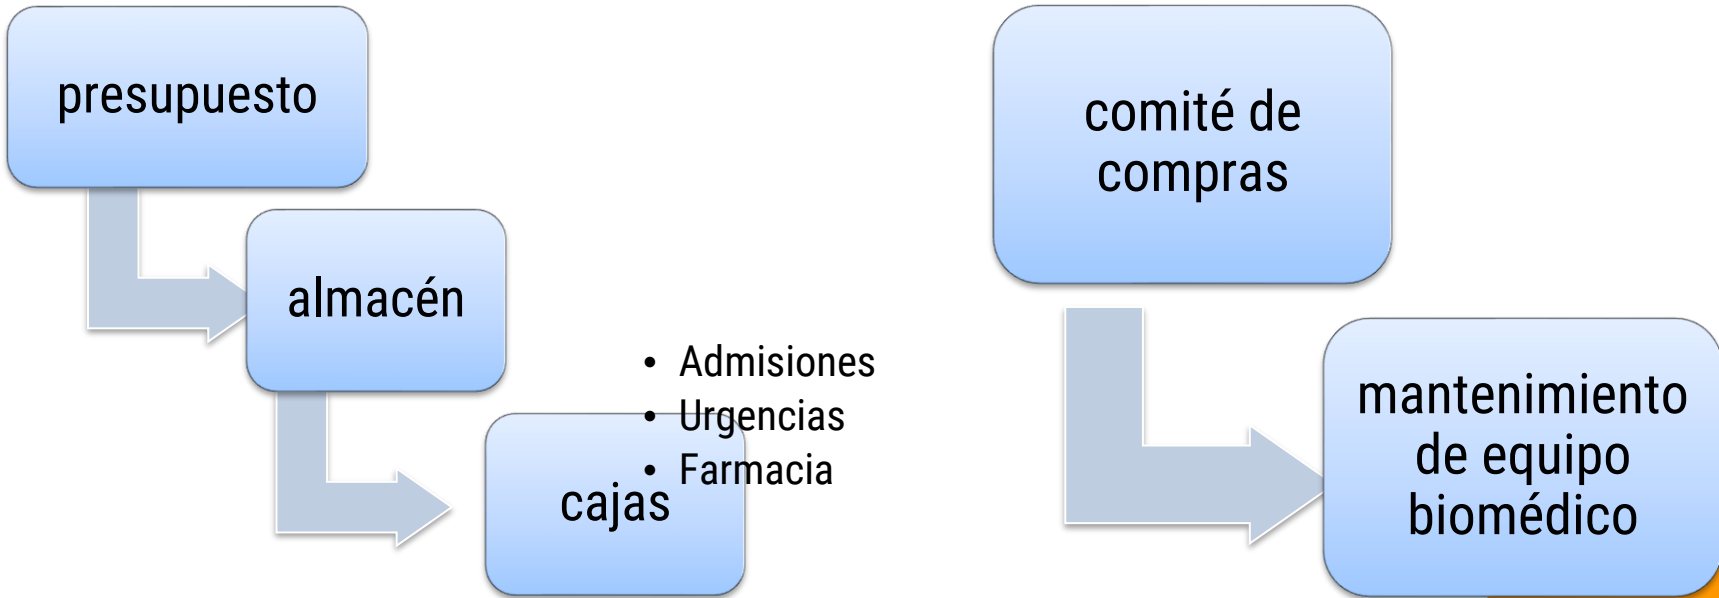 presupuesto
almacén
• Admisiones
• Urgencias
• Farmacia
cajas
comité de
compras
mantenimiento
de equipo
biomédico